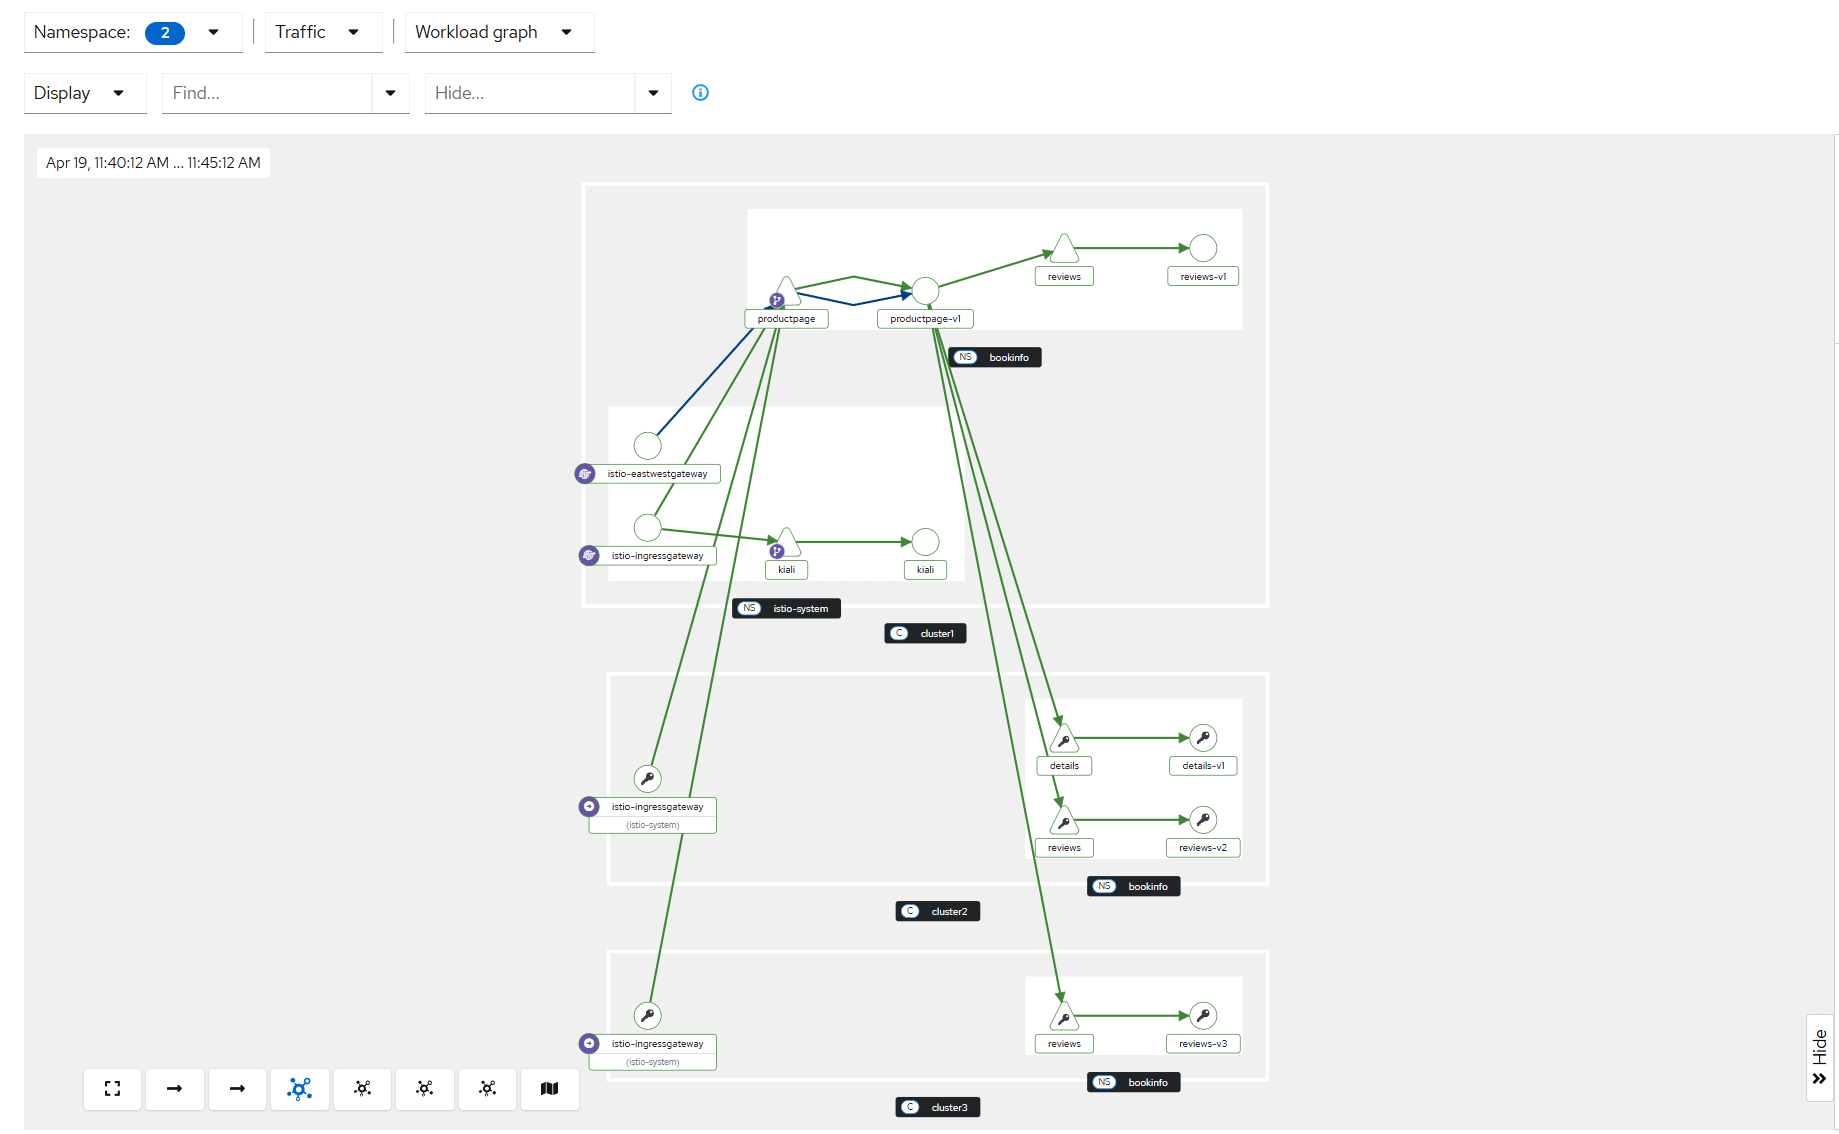 Namespace: 2
Traffic
Workload graph
Display
Find...
Hide...
Apr 19, 11:40:12 AM ... 11:45:12 AM
reviews
reviews-v1
productpage
productpage-v1
NS bookinfo
istio-eastwestgateway
istio-ingressgateway
kiali
kiali
NS istio-system
C cluster1
details
details-v1
istio-ingressgateway
(istio-system)
reviews
reviews-v2
NS bookinfo
C cluster2
istio-ingressgateway
(istio-system)
reviews
reviews-v3
NS bookinfo
C cluster3
Hide